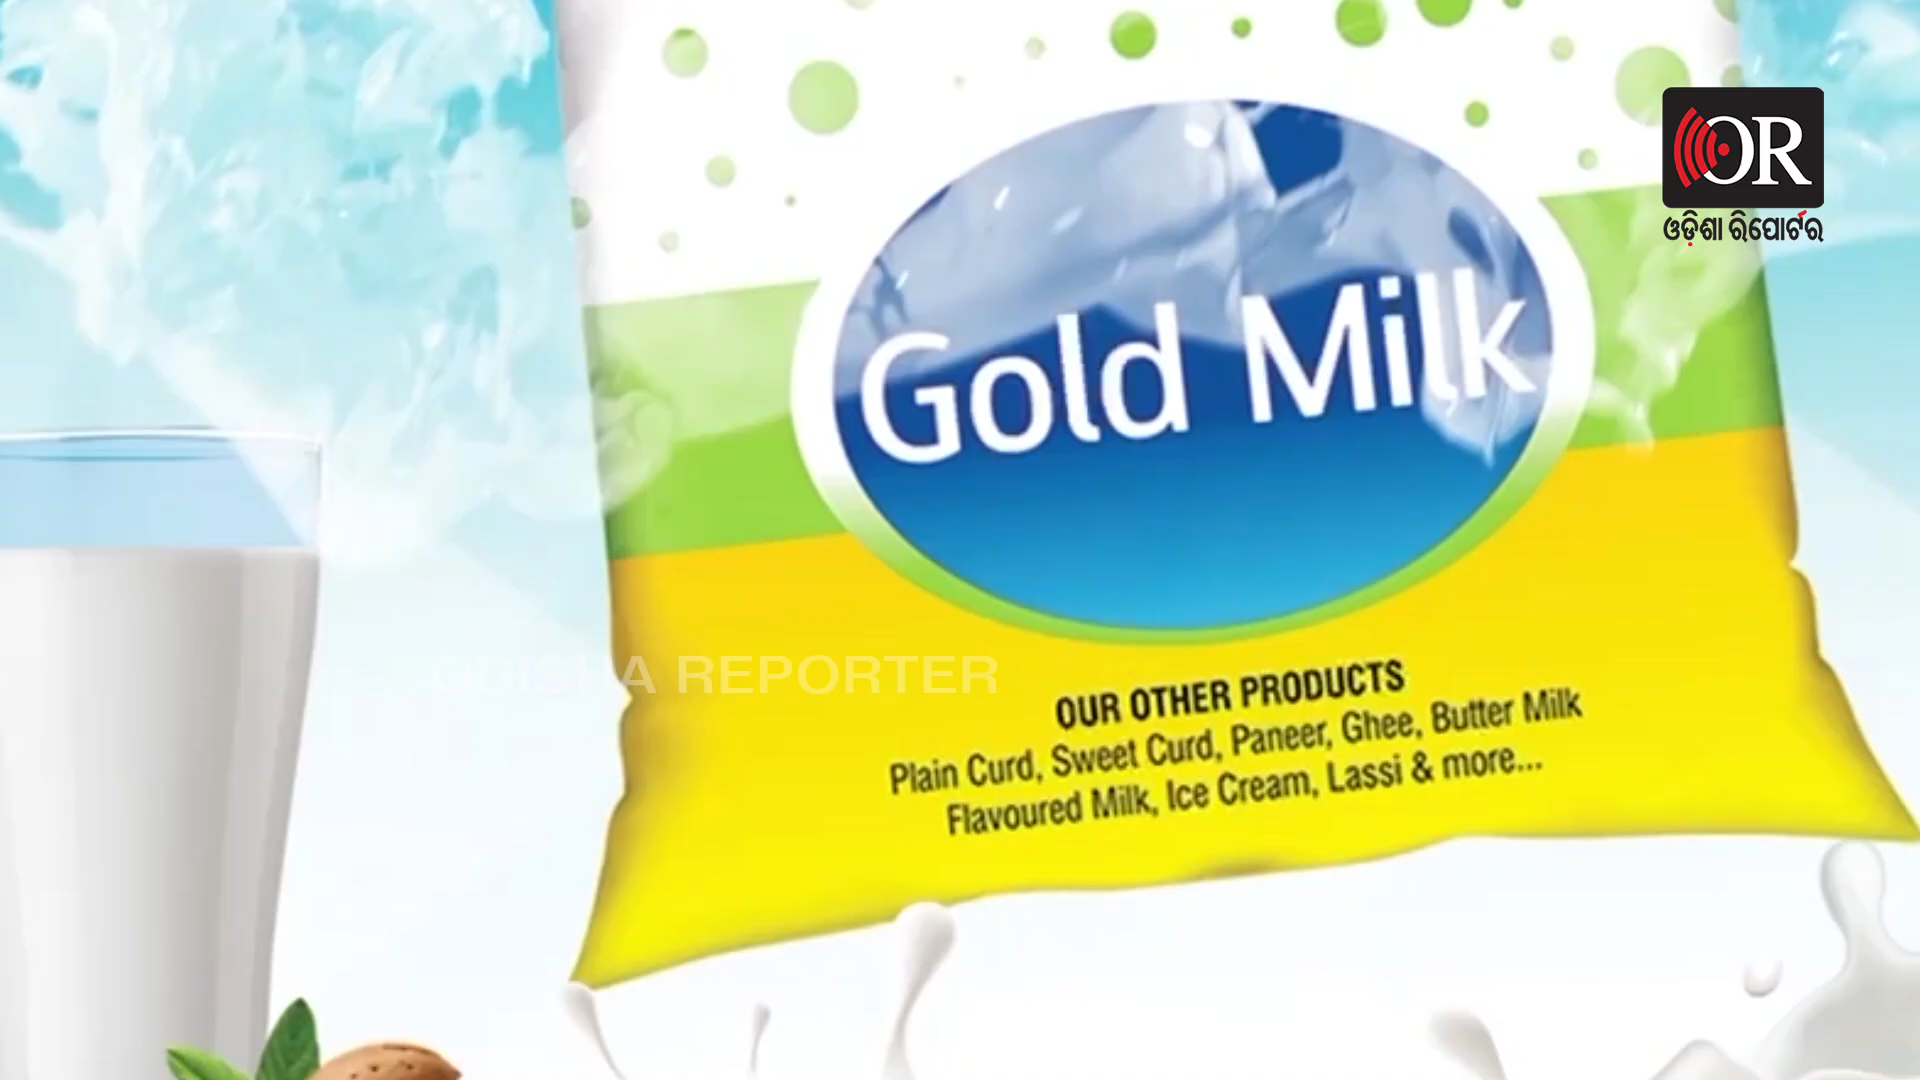 OR
ଓଡ଼ିଶା ରିପୋର୍ଟର
Gold Milk
ODISHA REPORTER
OUR OTHER PRODUCTS
Plain Curd, Sweet Curd, Paneer, Ghee, Butter Milk
Flavoured Milk, Ice Cream, Lassi & more...